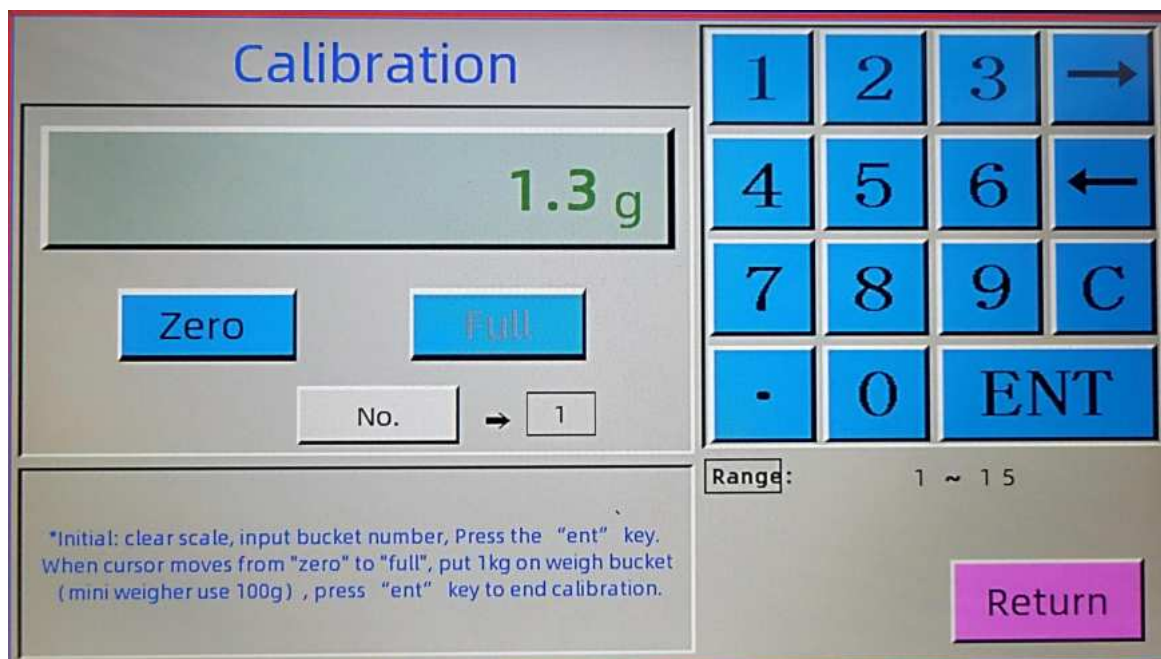 Calibration
1.3 g
Zero
Full
No. → 1
*Initial: clear scale, input bucket number, Press the “ent” key.
When cursor moves from "zero" to "full", put 1kg on weigh bucket
(mini weigher use 100g) , press “ent” key to end calibration.
1 2 3 →
4 5 6 ←
7 8 9 C
. 0 ENT
Range: 1 ~ 15
Return